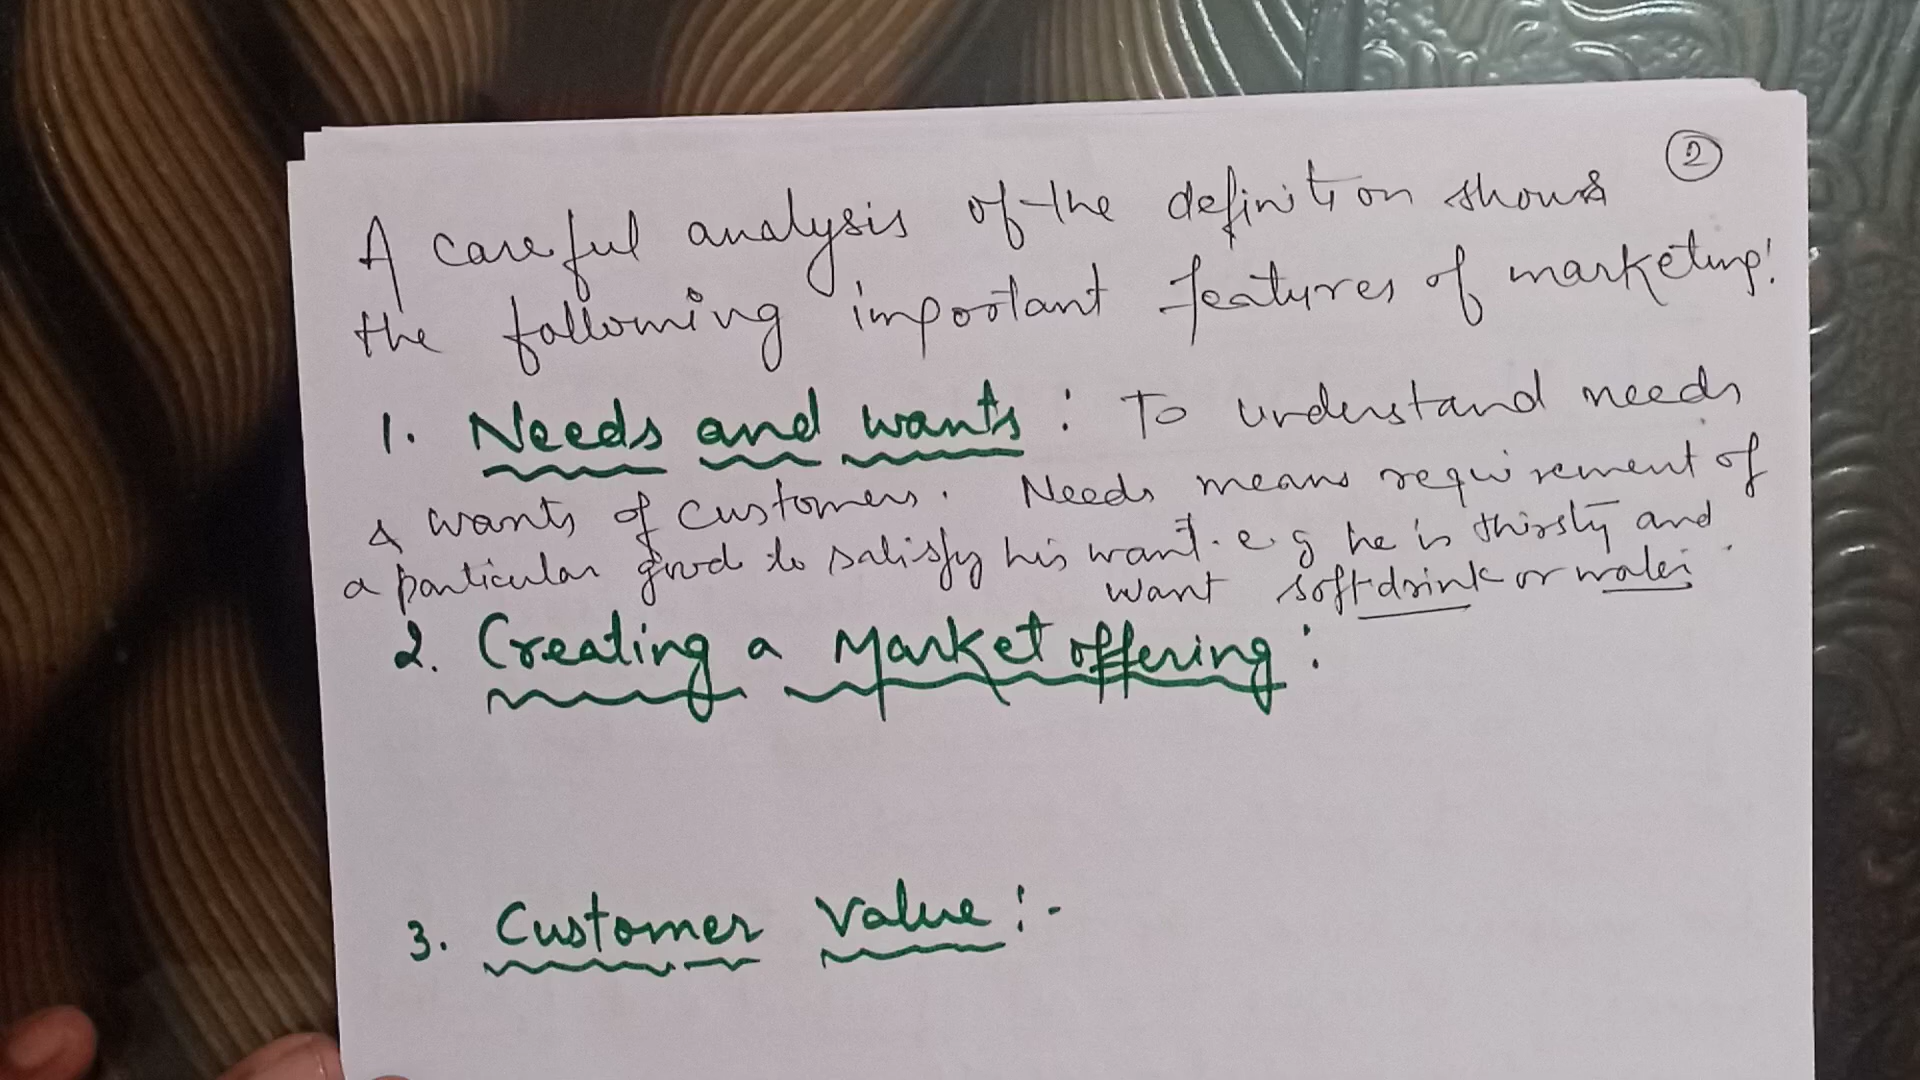 2
A careful analysis of the definition shows
the following important features of marketing:
1. Needs and wants : To understand needs
& wants of customers. Needs means requirement of
a particular good to satisfy his want. e.g he is thirsty and
want soft drink or water.
2. Creating a Market offering :
3. Customer Value :-